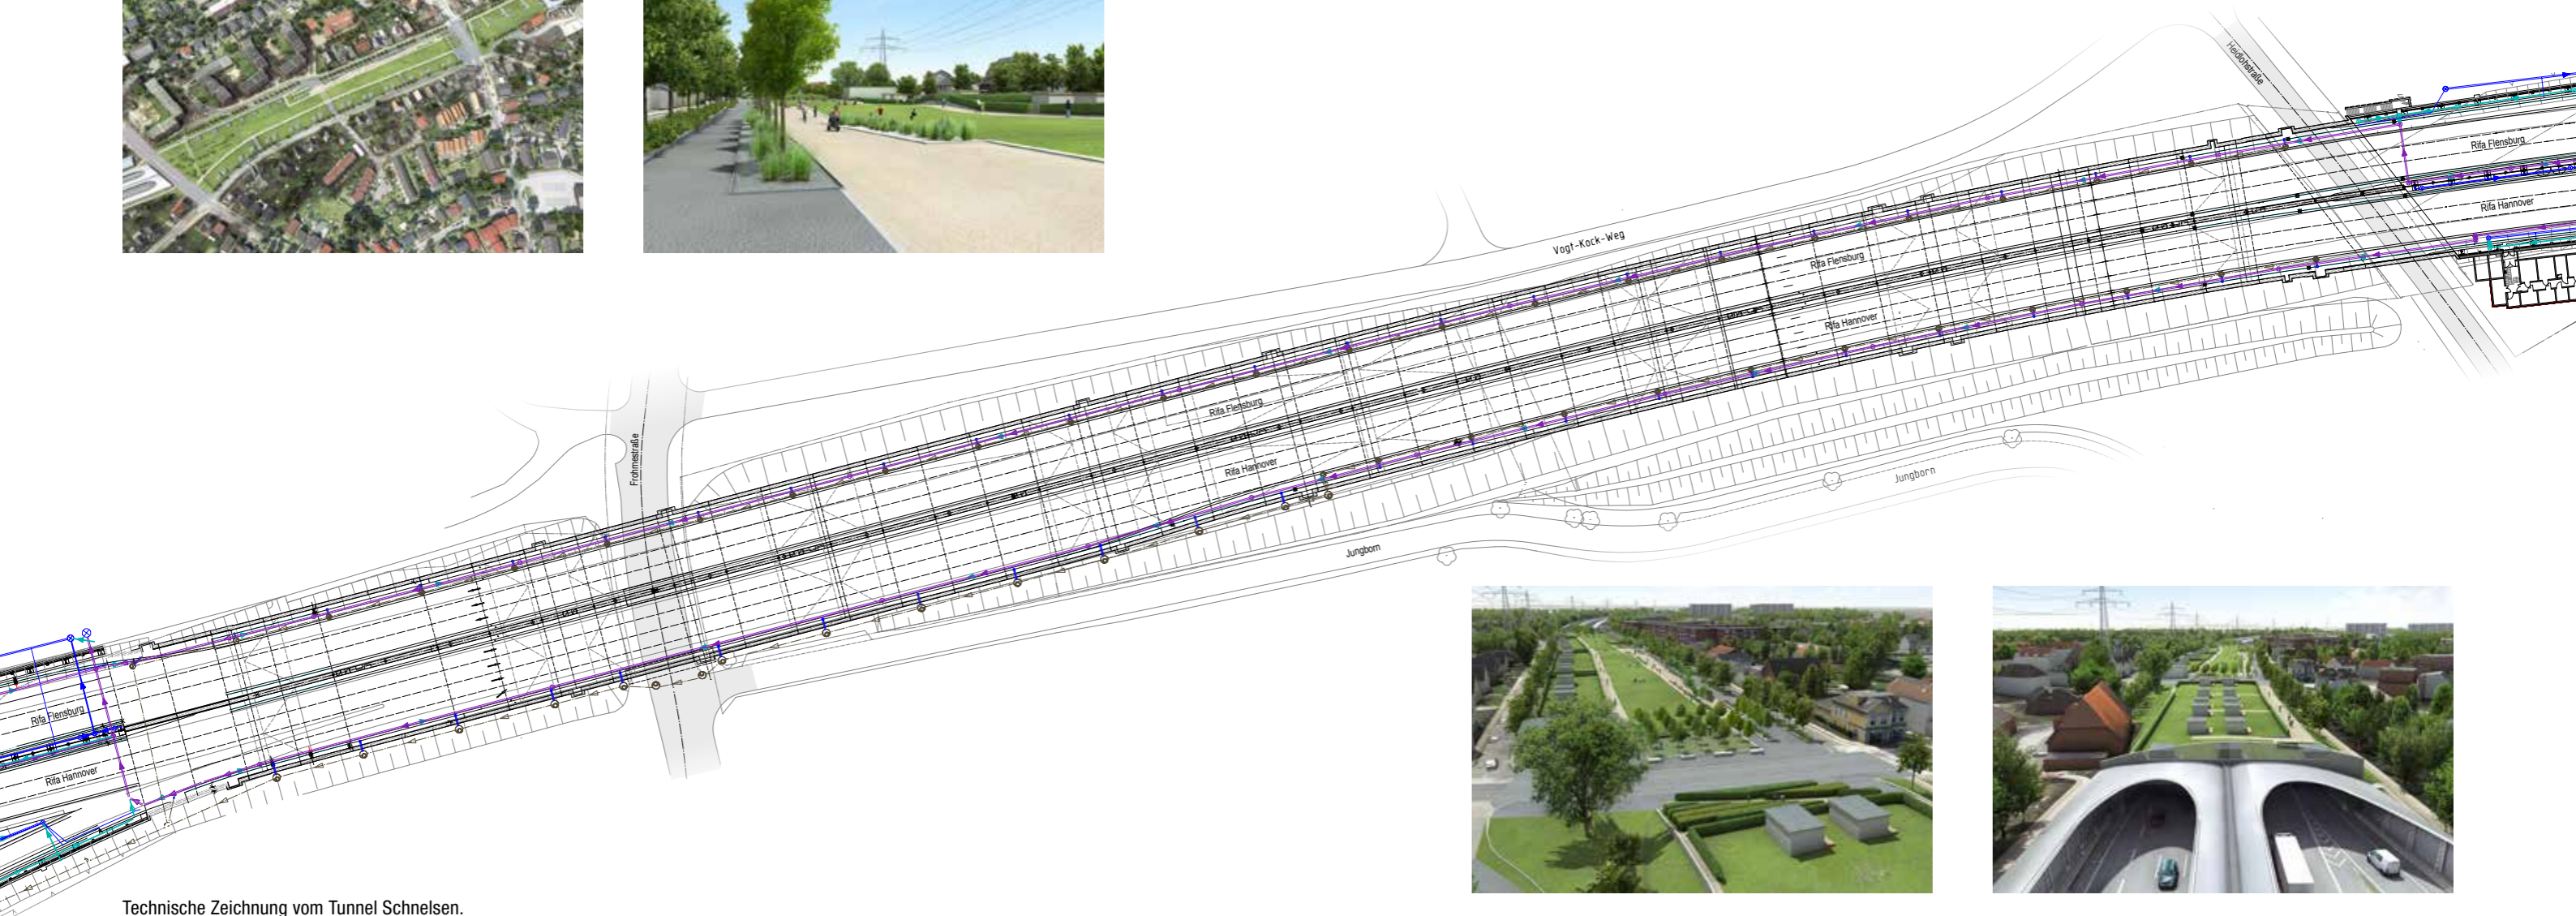 Heidlohstraße
Rifa Flensburg
Rifa Hannover
Vogt-Kock-Weg
Rifa Flensburg
Rifa Hannover
Rifa Flensburg
Rifa Hannover
Frohmestraße
Jungborn
Jungborn
Rifa Flensburg
Rifa Hannover
Technische Zeichnung vom Tunnel Schnelsen.